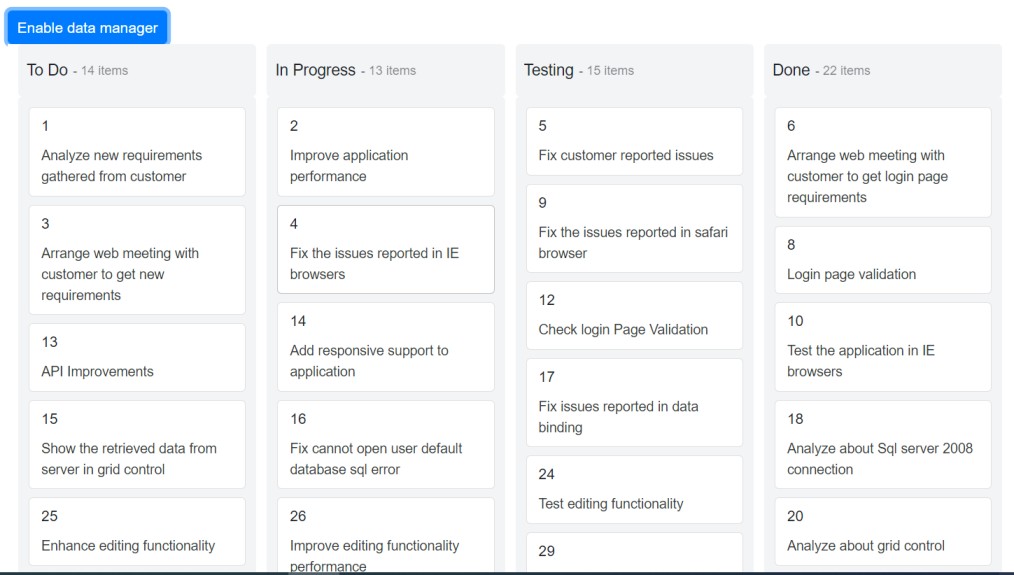 Enable data manager
To Do - 14 items
1
Analyze new requirements
gathered from customer
3
Arrange web meeting with
customer to get new
requirements
13
API Improvements
15
Show the retrieved data from
server in grid control
25
Enhance editing functionality
In Progress - 13 items
2
Improve application
performance
4
Fix the issues reported in IE
browsers
14
Add responsive support to
application
16
Fix cannot open user default
database sql error
26
Improve editing functionality
performance
Testing - 15 items
5
Fix customer reported issues
9
Fix the issues reported in safari
browser
12
Check login Page Validation
17
Fix issues reported in data
binding
24
Test editing functionality
29
Done - 22 items
6
Arrange web meeting with
customer to get login page
requirements
8
Login page validation
10
Test the application in IE
browsers
18
Analyze about Sql server 2008
connection
20
Analyze about grid control